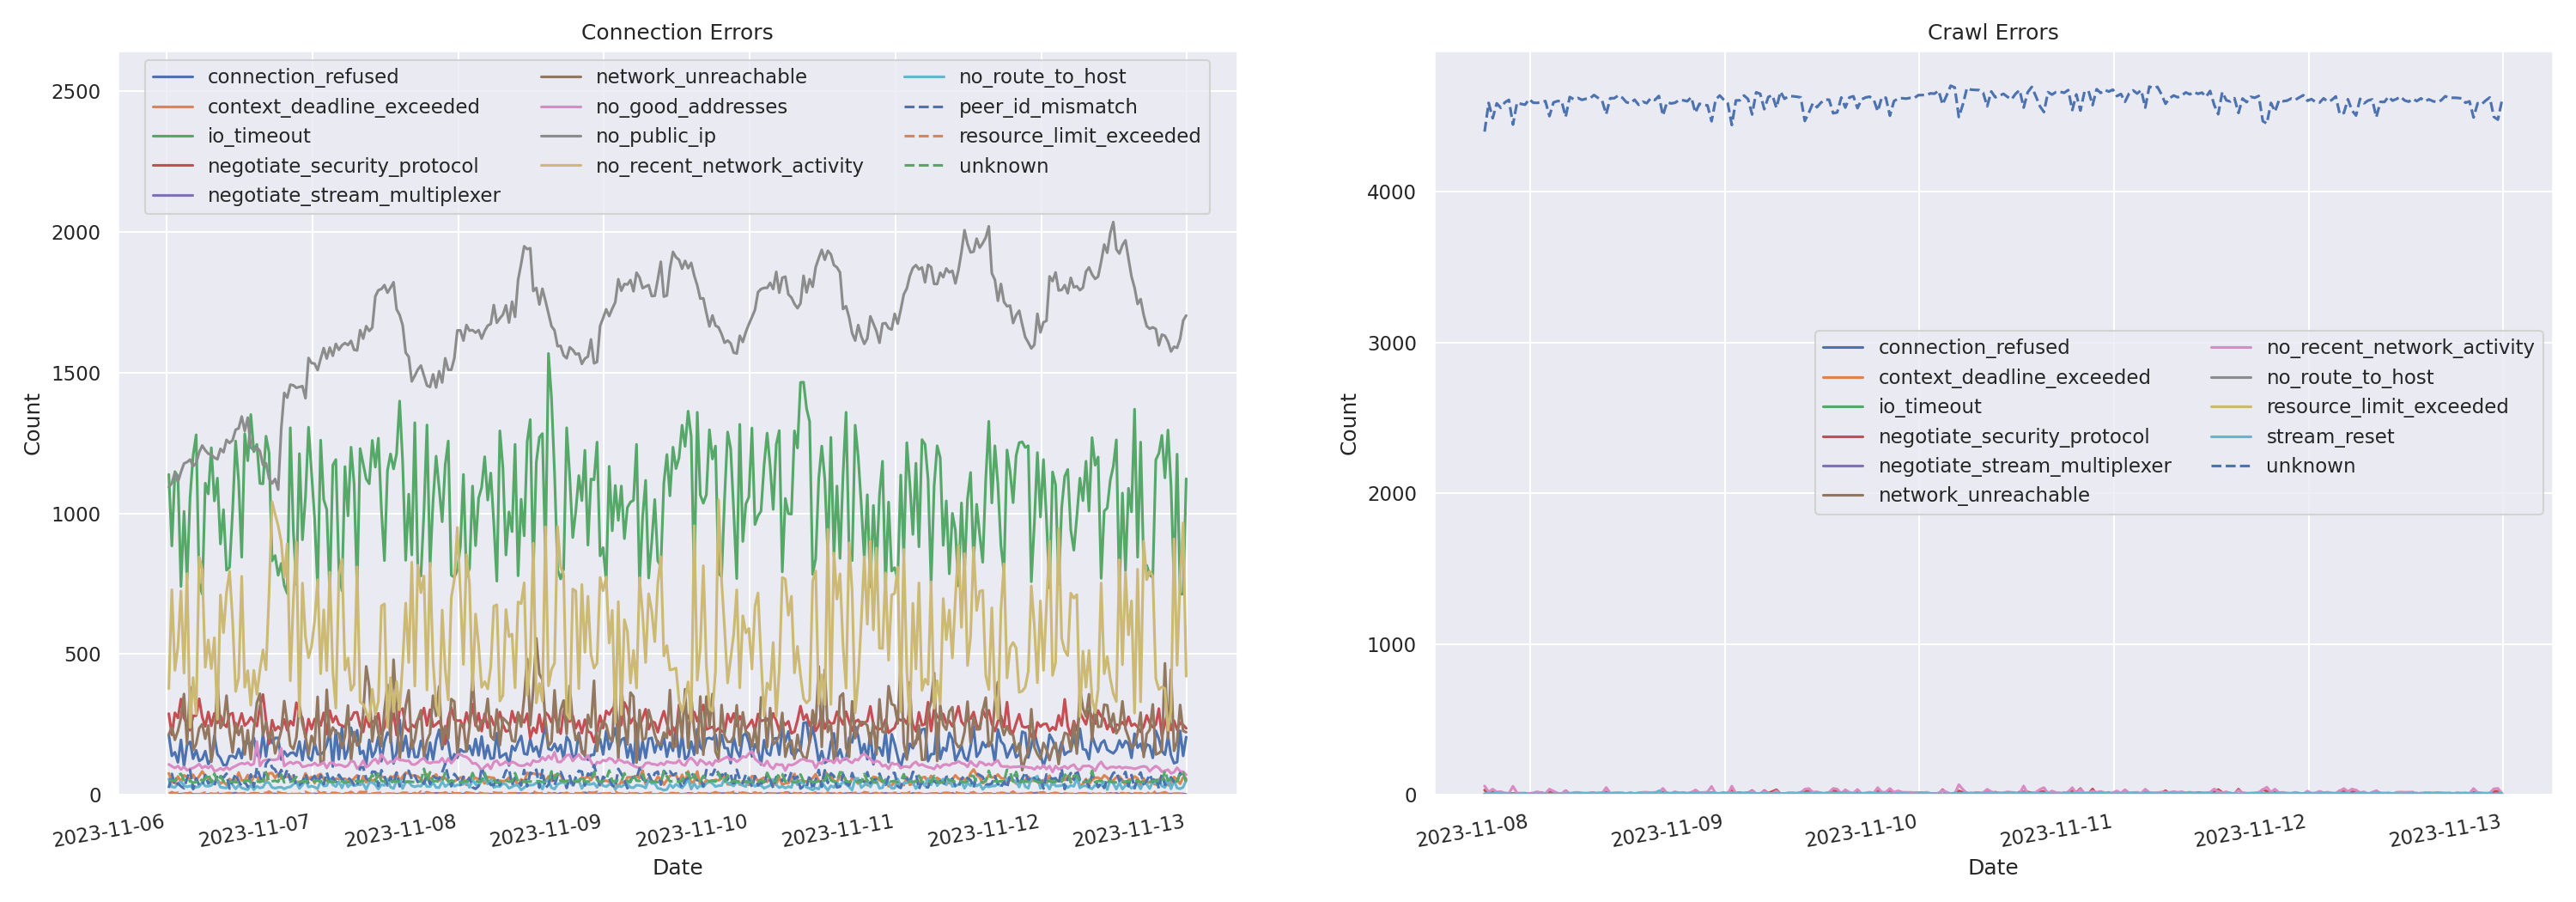 Connection Errors
Count
2500
2000
1500
1000
500
0
connection_refused
context_deadline_exceeded
io_timeout
negotiate_security_protocol
negotiate_stream_multiplexer
network_unreachable
no_good_addresses
no_public_ip
no_recent_network_activity
no_route_to_host
peer_id_mismatch
resource_limit_exceeded
unknown
2023-11-06
2023-11-07
2023-11-08
2023-11-09
2023-11-10
2023-11-11
2023-11-12
2023-11-13
Date
Crawl Errors
Count
4000
3000
2000
1000
0
connection_refused
context_deadline_exceeded
io_timeout
negotiate_security_protocol
negotiate_stream_multiplexer
network_unreachable
no_recent_network_activity
no_route_to_host
resource_limit_exceeded
stream_reset
unknown
2023-11-08
2023-11-09
2023-11-10
2023-11-11
2023-11-12
2023-11-13
Date